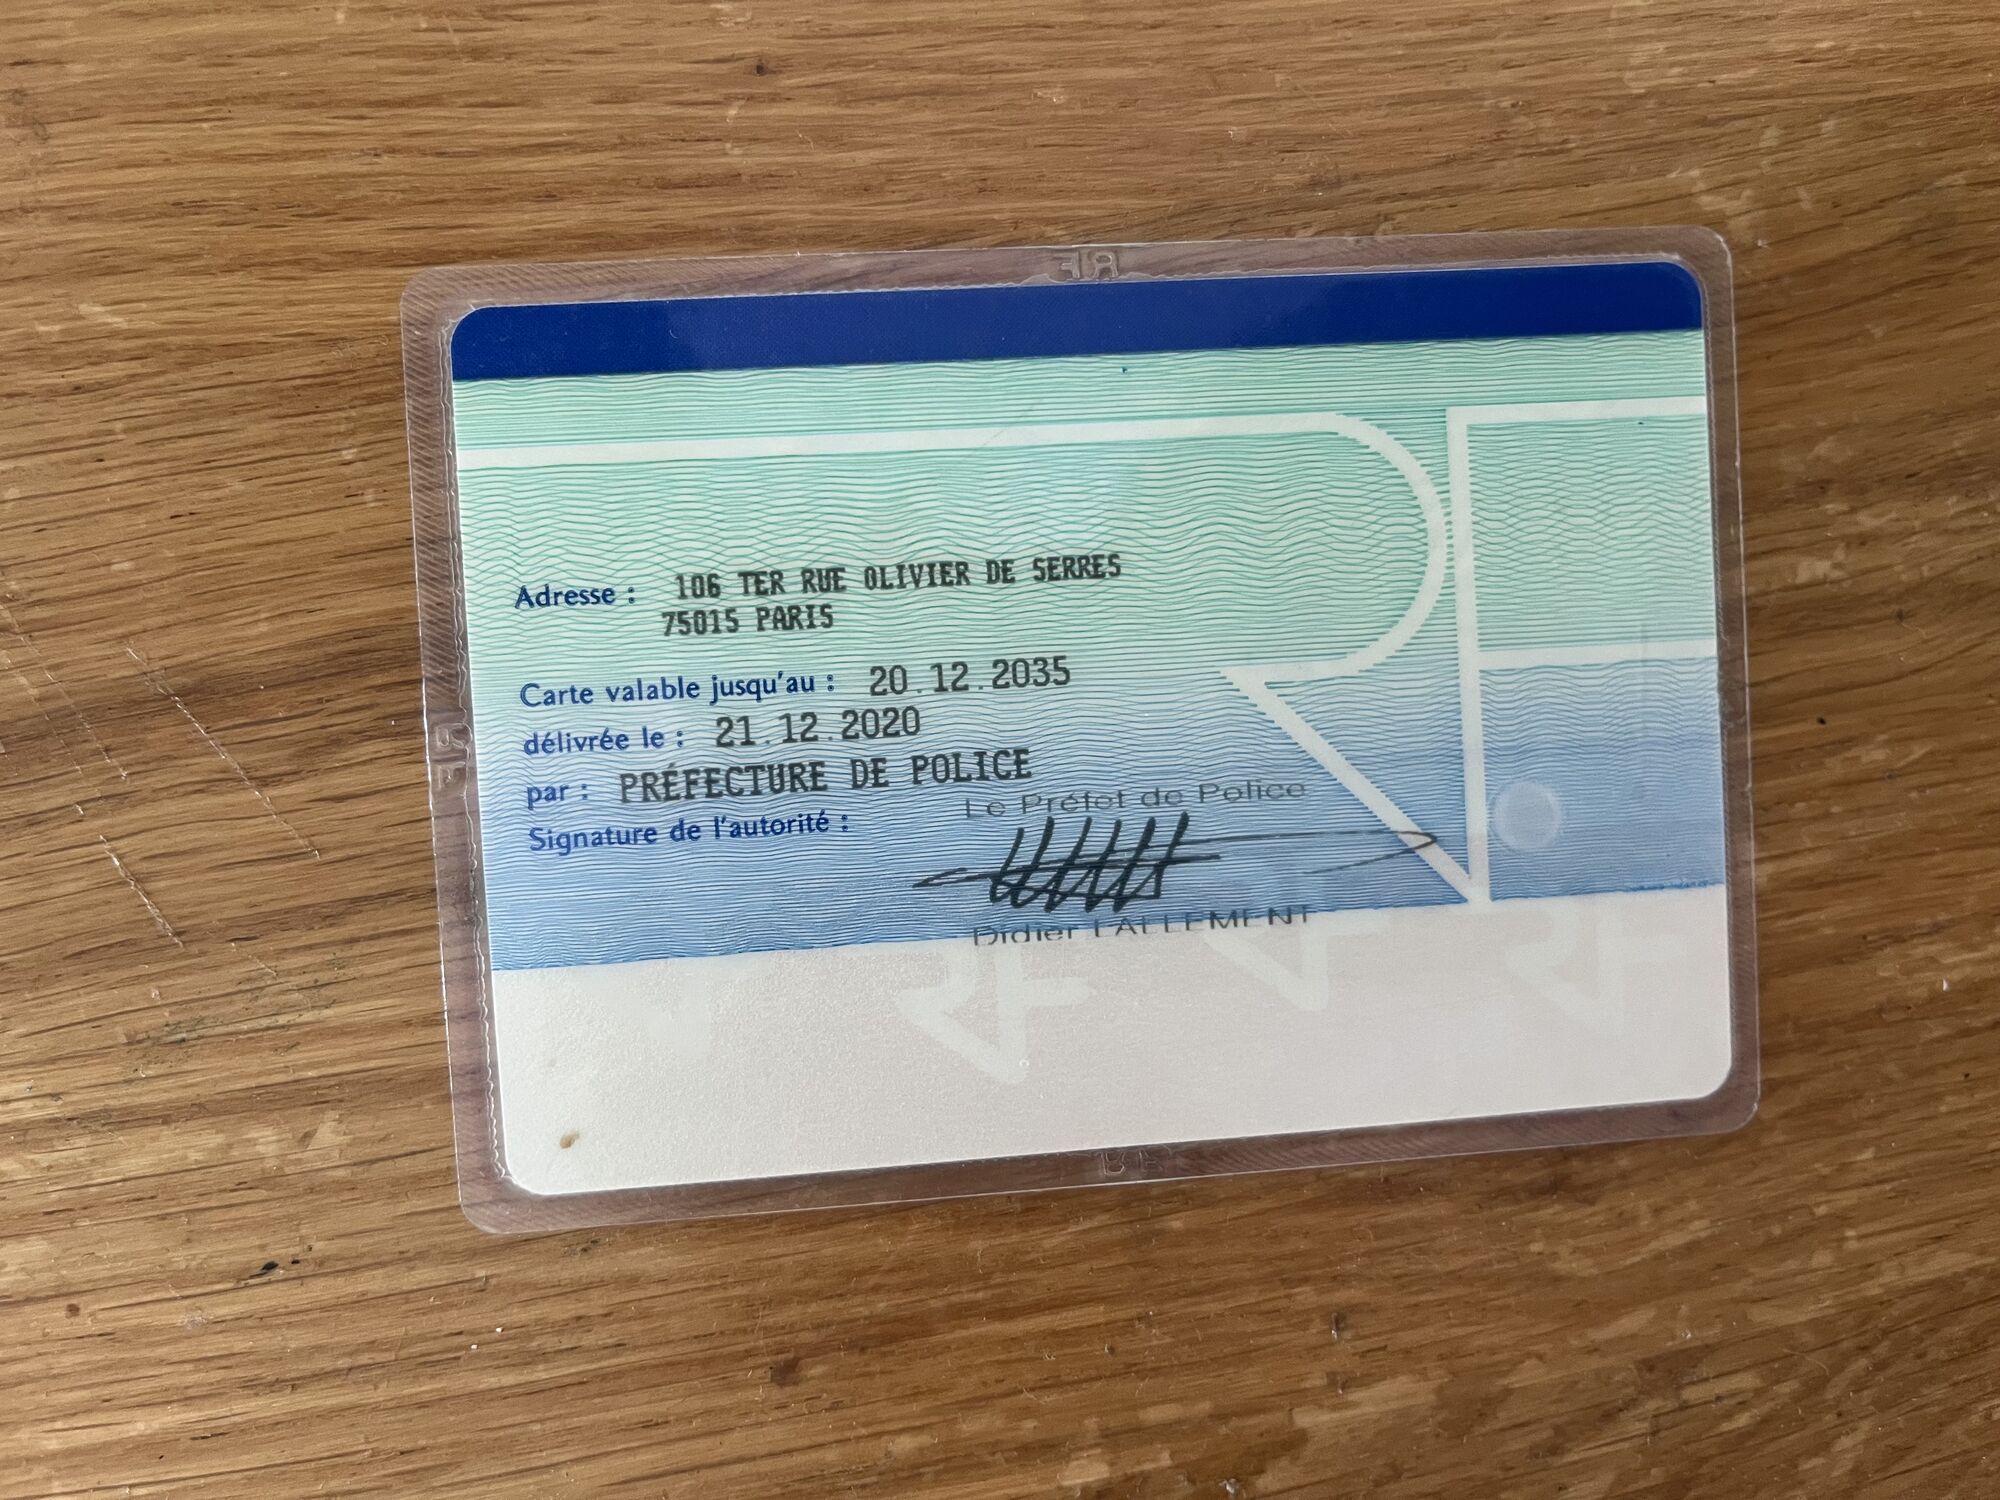 Adresse : 106 TER RUE OLIVIER DE SERRES
75015 PARIS
Carte valable jusqu'au : 20.12.2035
délivrée le : 21.12.2020
par : PRÉFECTURE DE POLICE
Le Préfet de Police
Signature de l'autorité :
Didier LALLEMENT
RF